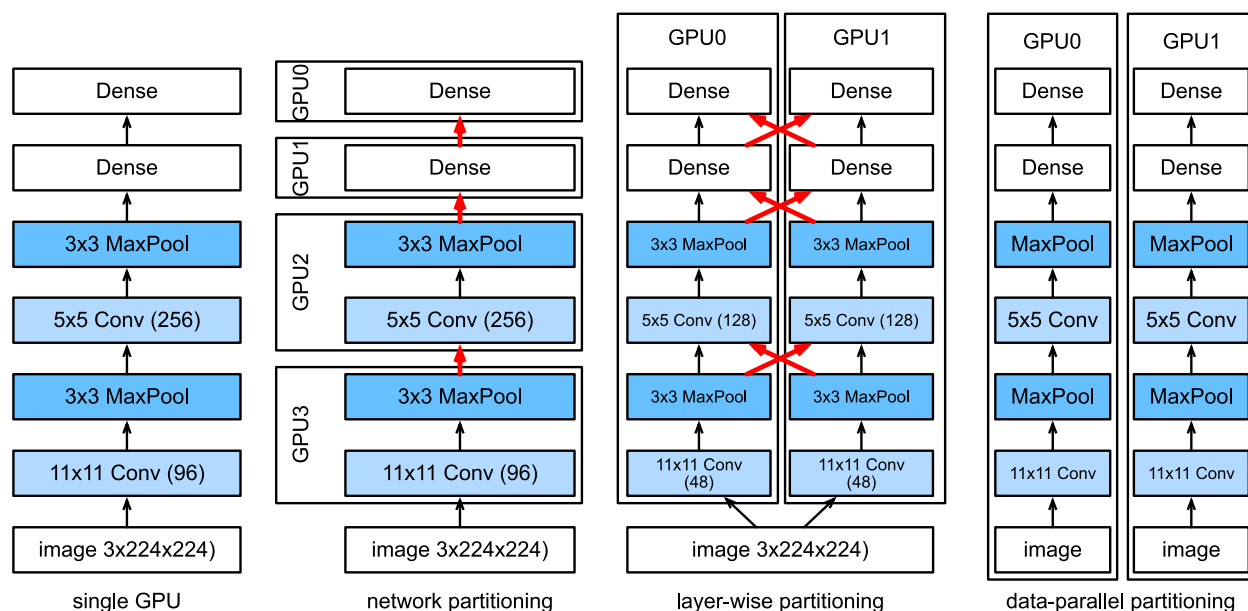 Dense
Dense
3x3 MaxPool
5x5 Conv (256)
3x3 MaxPool
11x11 Conv (96)
image 3x224x224)
single GPU
GPU0
Dense
GPU1
Dense
GPU2
3x3 MaxPool
5x5 Conv (256)
GPU3
3x3 MaxPool
11x11 Conv (96)
image 3x224x224)
network partitioning
GPU0
Dense
Dense
3x3 MaxPool
5x5 Conv (128)
3x3 MaxPool
11x11 Conv
(48)
GPU1
Dense
Dense
3x3 MaxPool
5x5 Conv (128)
3x3 MaxPool
11x11 Conv
(48)
image 3x224x224)
layer-wise partitioning
GPU0
Dense
Dense
MaxPool
5x5 Conv
MaxPool
11x11 Conv
image
GPU1
Dense
Dense
MaxPool
5x5 Conv
MaxPool
11x11 Conv
image
data-parallel partitioning